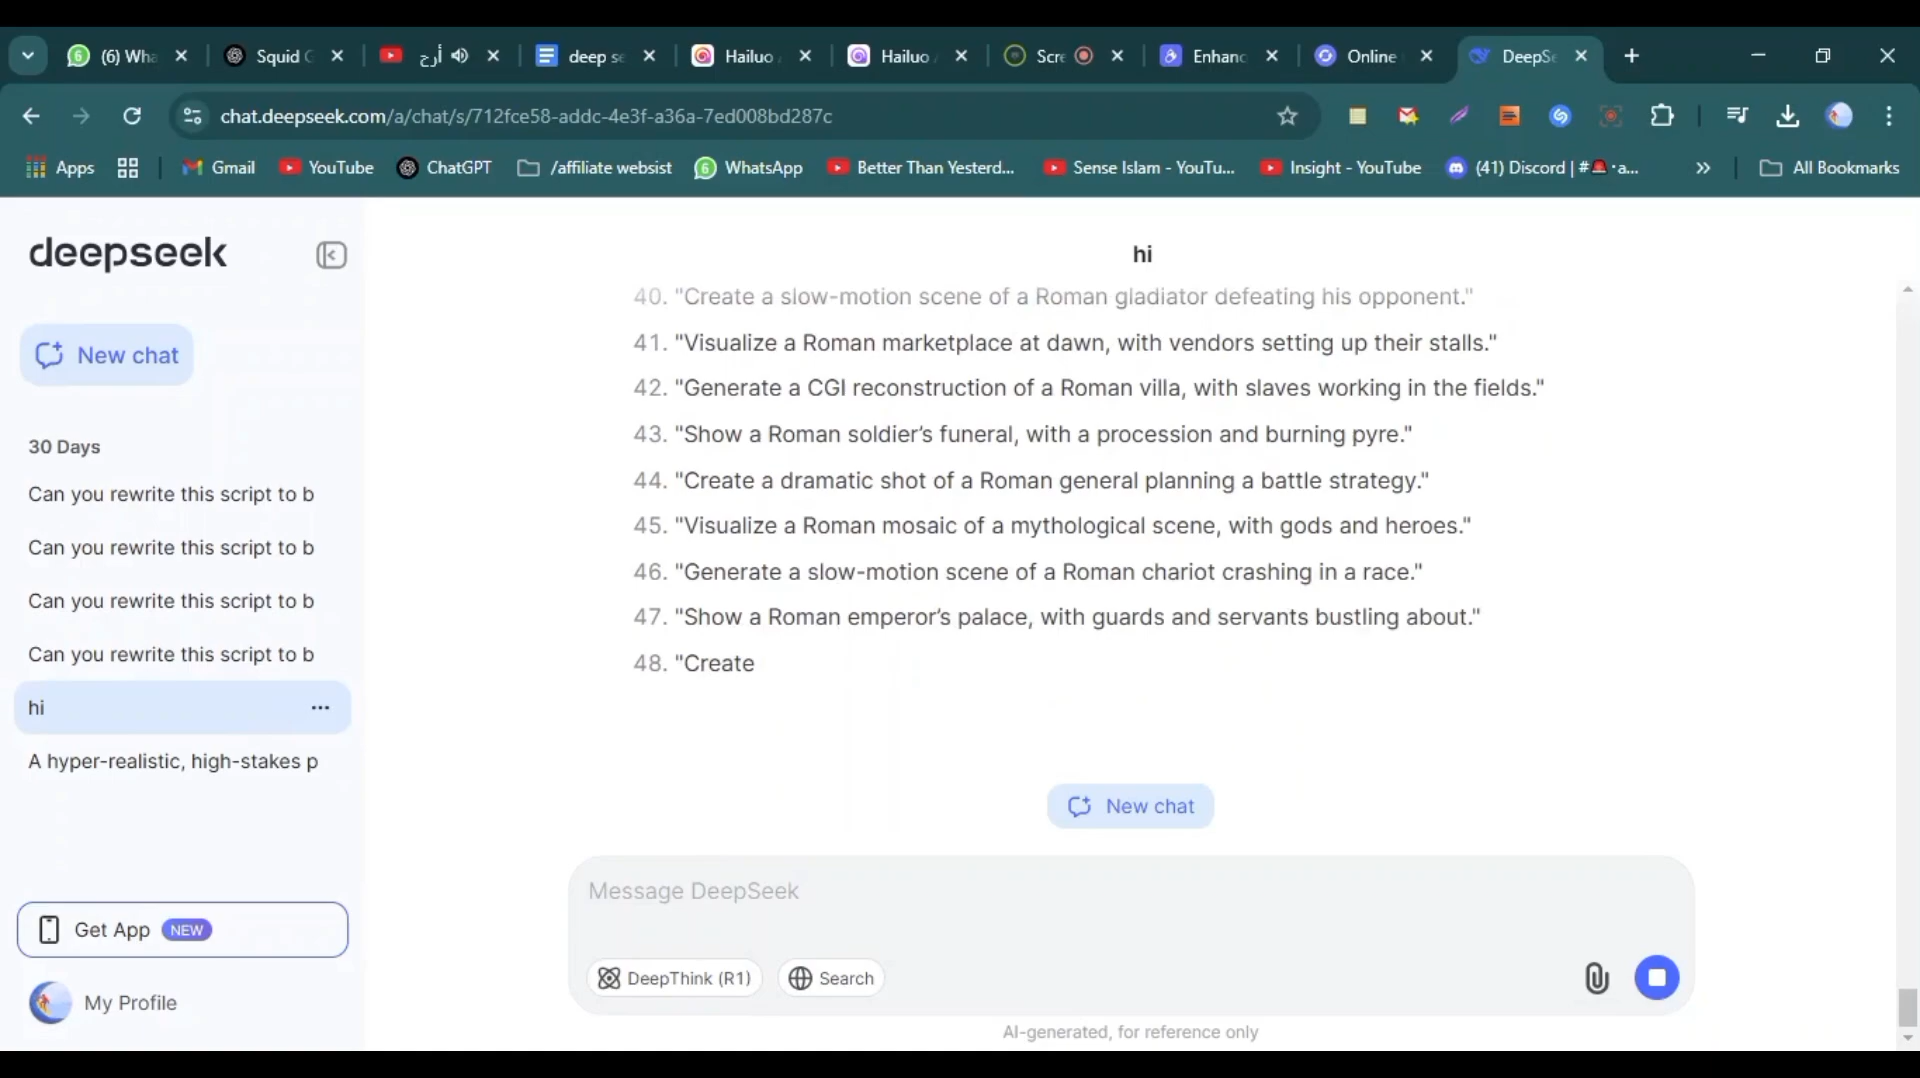 (6) Wha
Squid G
أرح
deep se
Hailuo
Hailuo
Scre
Enhanc
Online
DeepSe
chat.deepseek.com/a/chat/s/712fce58-addc-4e3f-a36a-7ed008bd287c
Apps
Gmail
YouTube
ChatGPT
/affiliate websist
WhatsApp
Better Than Yesterd...
Sense Islam - YouTu...
Insight - YouTube
(41) Discord | #🚨・a...
All Bookmarks
deepseek
New chat
30 Days
Can you rewrite this script to b
Can you rewrite this script to b
Can you rewrite this script to b
Can you rewrite this script to b
hi
A hyper-realistic, high-stakes p
Get App NEW
My Profile
hi
40. "Create a slow-motion scene of a Roman gladiator defeating his opponent."
41. "Visualize a Roman marketplace at dawn, with vendors setting up their stalls."
42. "Generate a CGI reconstruction of a Roman villa, with slaves working in the fields."
43. "Show a Roman soldier’s funeral, with a procession and burning pyre."
44. "Create a dramatic shot of a Roman general planning a battle strategy."
45. "Visualize a Roman mosaic of a mythological scene, with gods and heroes."
46. "Generate a slow-motion scene of a Roman chariot crashing in a race."
47. "Show a Roman emperor’s palace, with guards and servants bustling about."
48. "Create
New chat
Message DeepSeek
DeepThink (R1)
Search
AI-generated, for reference only